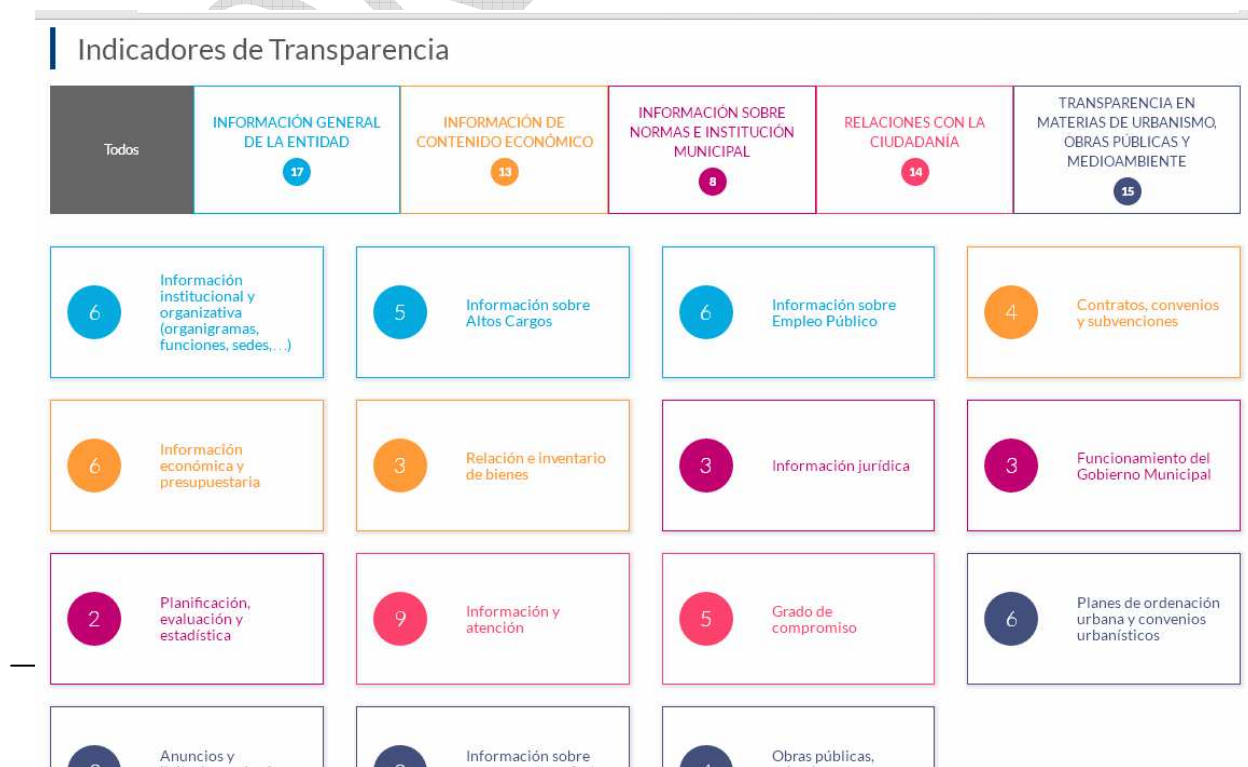 Indicadores de Transparencia
Todos
INFORMACIÓN GENERAL
DE LA ENTIDAD
17
INFORMACIÓN DE
CONTENIDO ECONÓMICO
13
INFORMACIÓN SOBRE
NORMAS E INSTITUCIÓN
MUNICIPAL
8
RELACIONES CON LA
CIUDADANÍA
14
TRANSPARENCIA EN
MATERIAS DE URBANISMO,
OBRAS PÚBLICAS Y
MEDIOAMBIENTE
15
6
Información
institucional y
organizativa
(organigramas,
funciones, sedes,...)
5
Información sobre
Altos Cargos
6
Información sobre
Empleo Público
4
Contratos, convenios
y subvenciones
6
Información
económica y
presupuestaria
3
Relación e inventario
de bienes
3
Información jurídica
3
Funcionamiento del
Gobierno Municipal
2
Planificación,
evaluación y
estadística
9
Información y
atención
5
Grado de
compromiso
6
Planes de ordenación
urbana y convenios
urbanísticos
Anuncios y
Información sobre
Obras públicas,